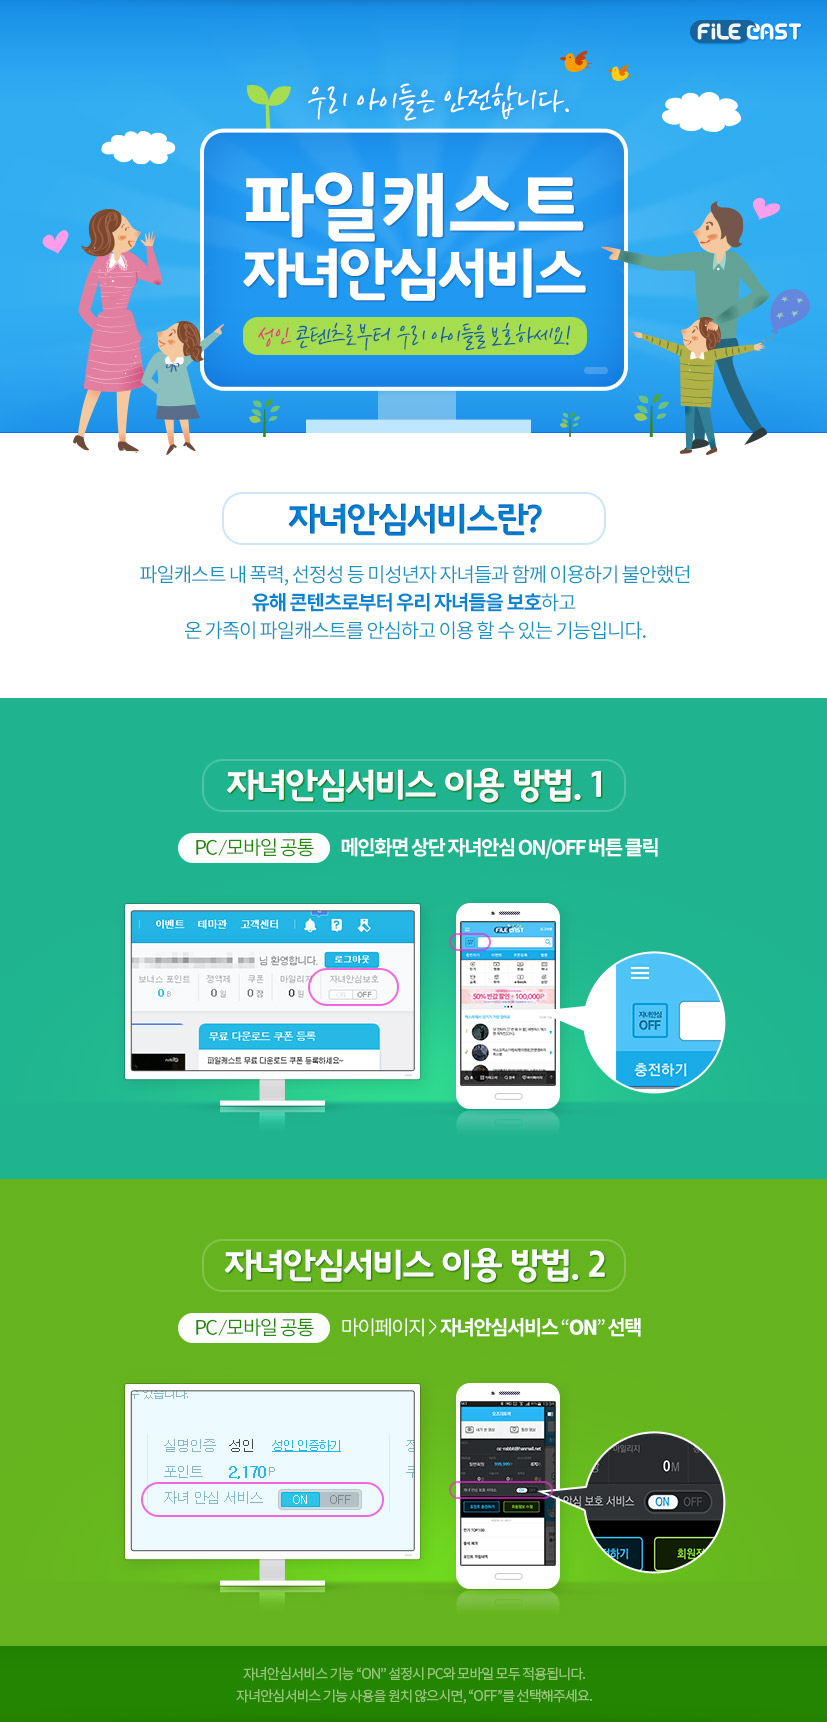 FiLE CAST
우리 아이들은 안전합니다.
파일캐스트
자녀안심서비스
성인 콘텐츠로부터 우리 아이들을 보호하세요!
자녀안심서비스란?
파일캐스트 내 폭력, 선정성 등 미성년자 자녀들과 함께 이용하기 불안했던
유해 콘텐츠로부터 우리 자녀들을 보호하고
온 가족이 파일캐스트를 안심하고 이용 할 수 있는 기능입니다.
자녀안심서비스 이용 방법. 1
PC/모바일 공통 메인화면 상단 자녀안심 ON/OFF 버튼 클릭
이벤트 테마관 고객센터
님 환영합니다. 로그아웃
보너스 포인트 정액제 쿠폰 마일리지 자녀안심보호
0 B 0 일 0 장 0 원 ON OFF
무료 다운로드 쿠폰 등록
파일캐스트 무료 다운로드 쿠폰 등록하세요~
FiLE CAST
50% 반값 할인 + 100,000P
자녀안심
OFF
충전하기
자녀안심서비스 이용 방법. 2
PC/모바일 공통 마이페이지 > 자녀안심서비스 “ON” 선택
수 있습니다.
실명인증 성인 성인 인증하기
포인트 2,170 P
자녀 안심 서비스 ON OFF
인기 TOP100
마일리지
0M
안심 보호 서비스 ON OFF
전하기 회원정
자녀안심서비스 기능 “ON” 설정시 PC와 모바일 모두 적용됩니다.
자녀안심서비스 기능 사용을 원치 않으시면, “OFF”를 선택해주세요.